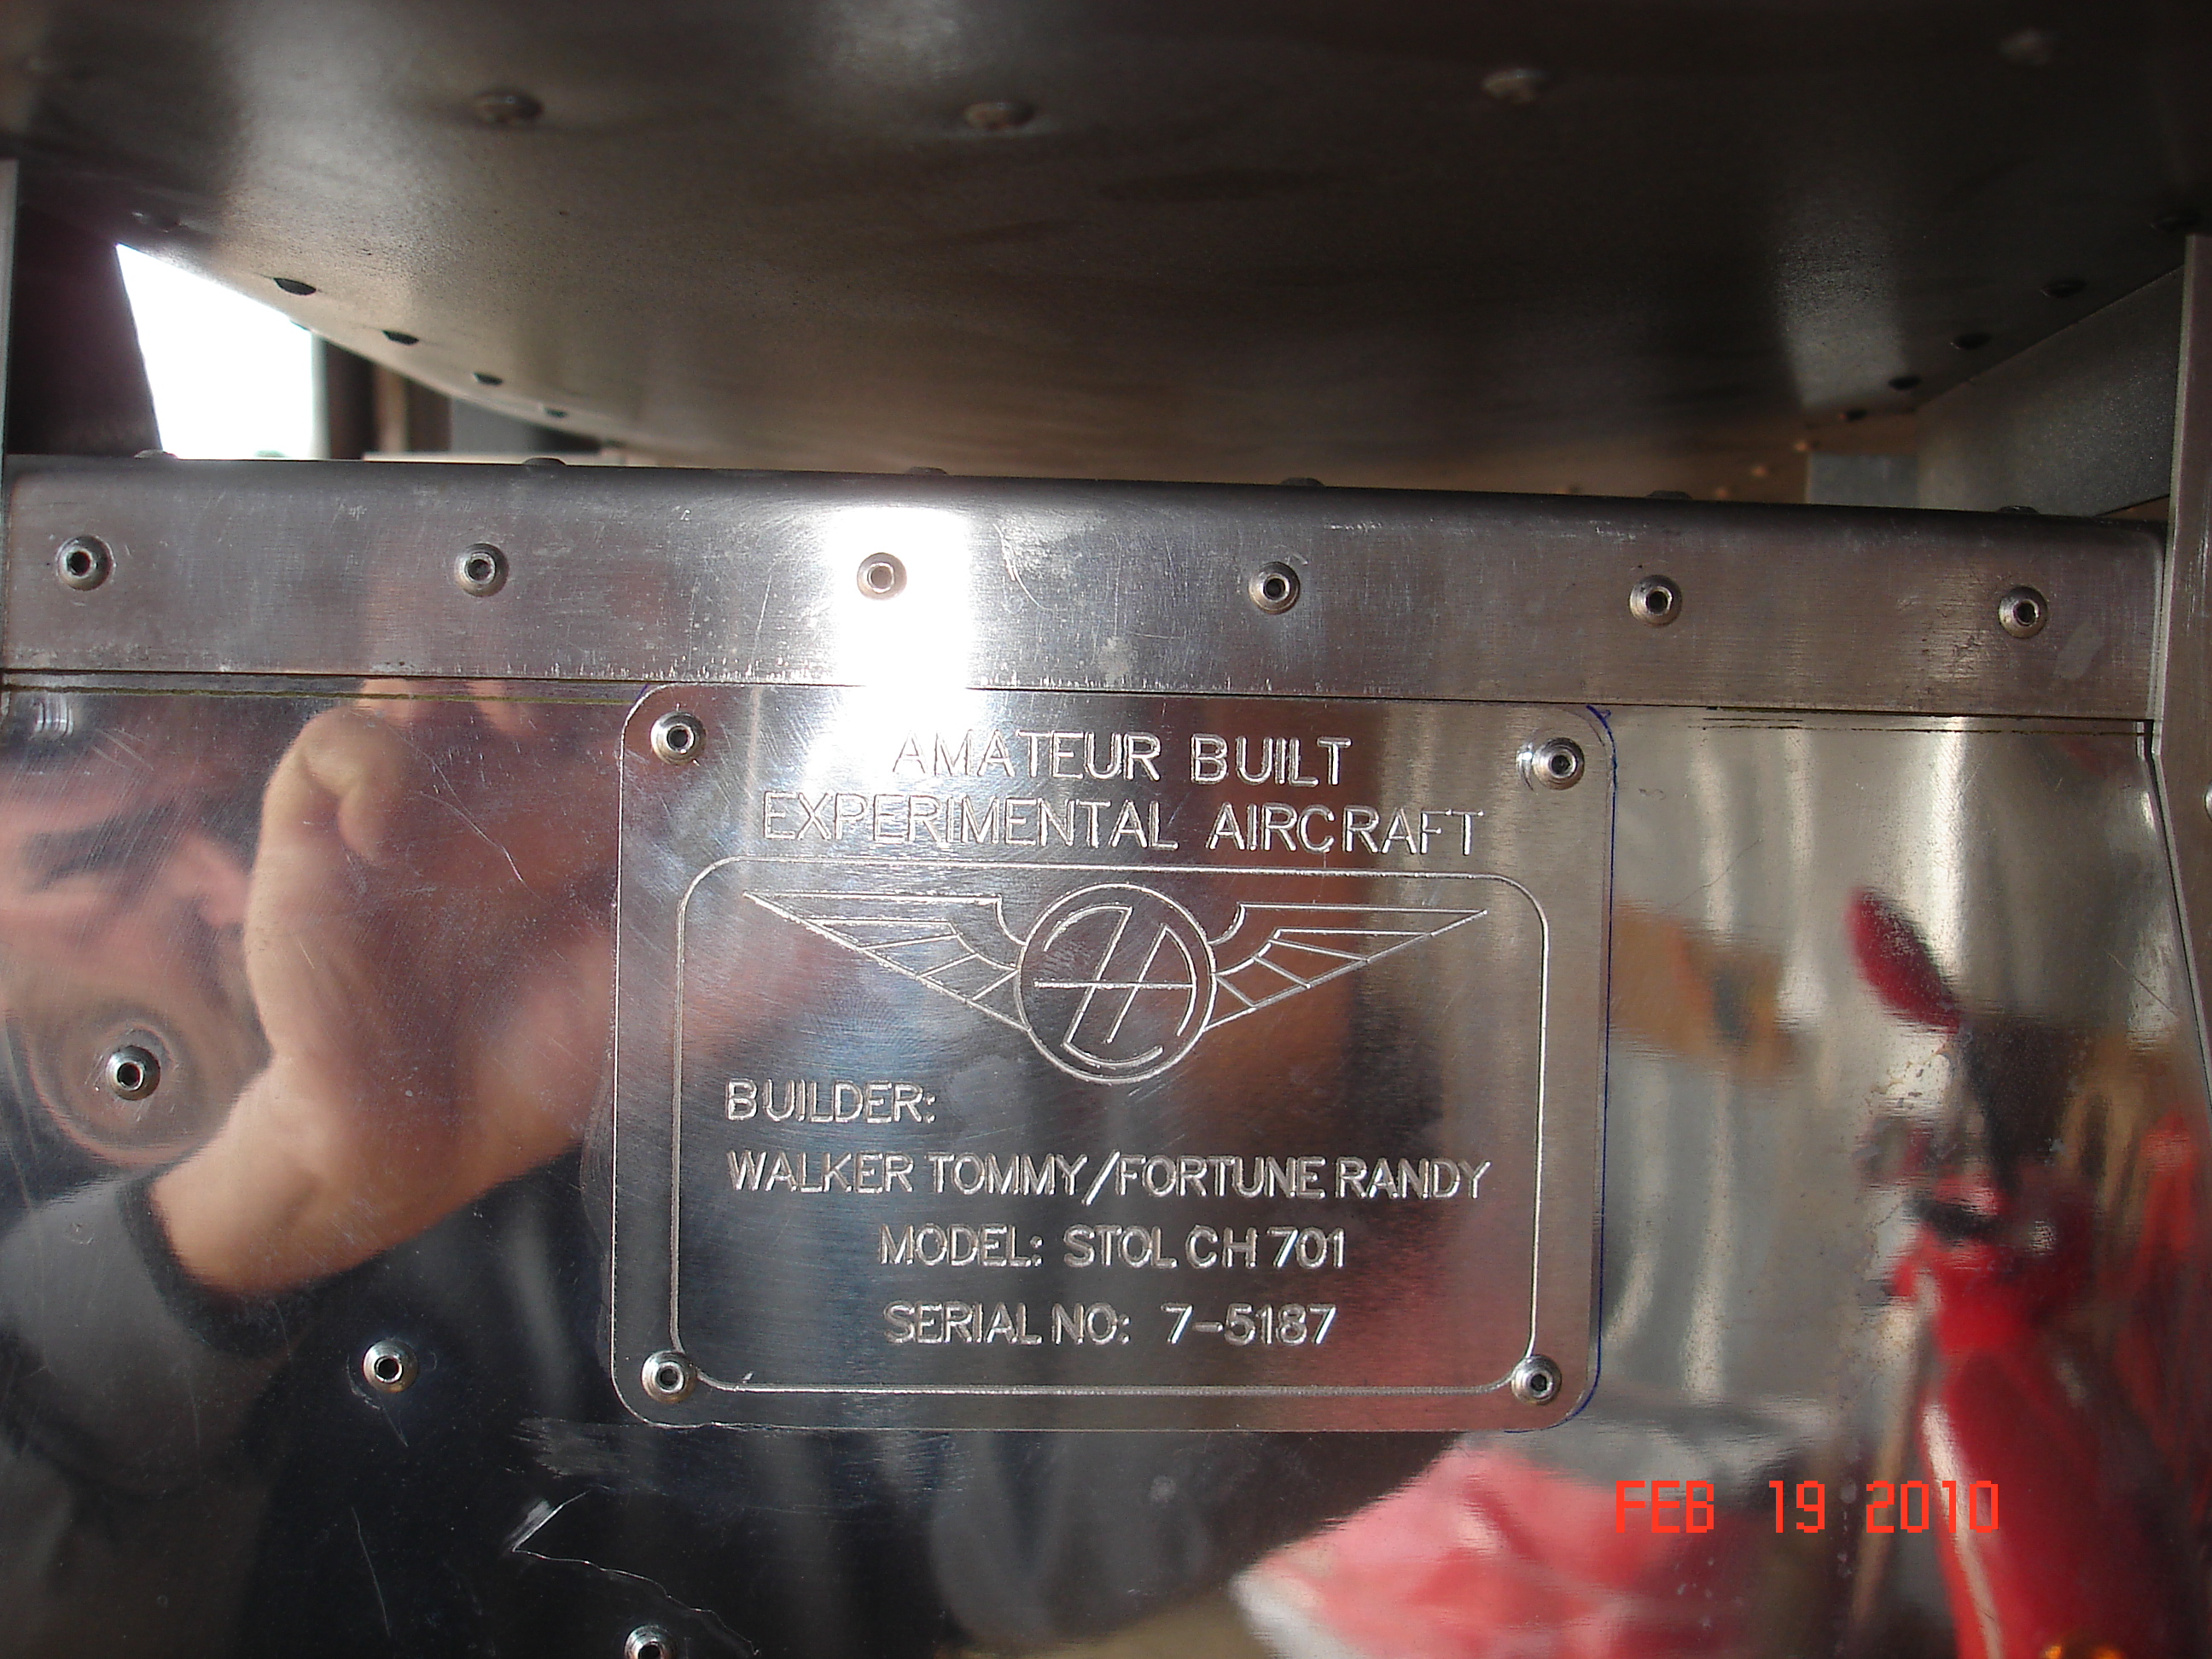 AMATEUR BUILT
EXPERIMENTAL AIRCRAFT
BUILDER:
WALKER TOMMY/FORTUNE RANDY
MODEL: STOL CH 701
SERIAL NO: 7-5187
FEB 19 2010